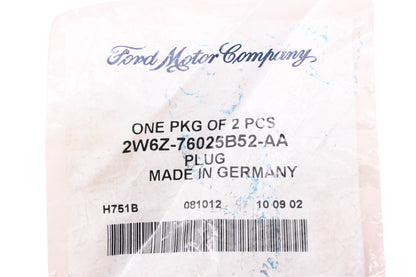 Ford Motor Company
ONE PKG OF 2 PCS
2W6Z-76025B52-AA
PLUG
MADE IN GERMANY
H751B 081012 10 09 02